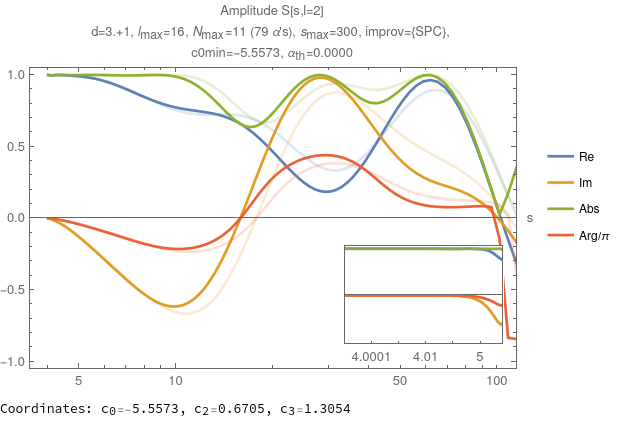 Amplitude S[s,l=2]
d=3.+1, lmax=16, Nmax=11 (79 α's), smax=300, improv={SPC},
c0min=−5.5573, αth=0.0000
1.0
0.5
0.0
−0.5
−1.0
5
10
50
100
s
Re
Im
Abs
Arg/π
4.0001
4.01
5
Coordinates: c0=−5.5573, c2=0.6705, c3=1.3054